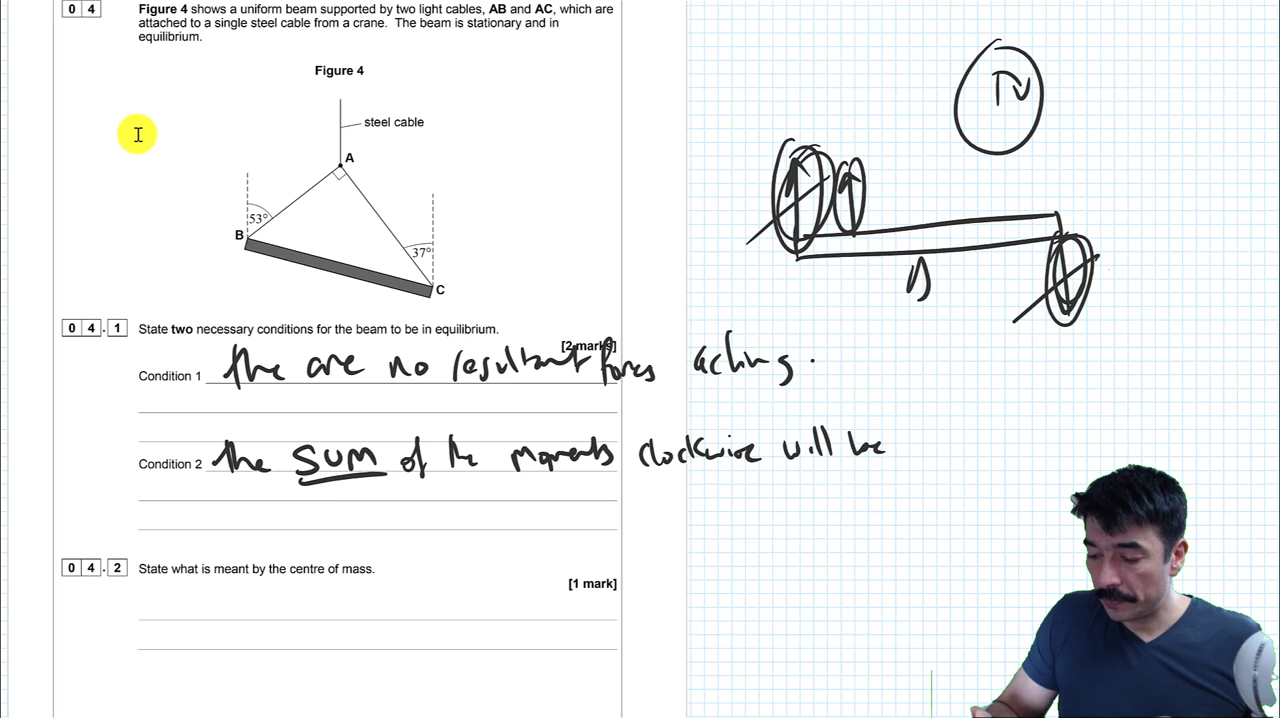 0 4
Figure 4 shows a uniform beam supported by two light cables, AB and AC, which are
attached to a single steel cable from a crane. The beam is stationary and in
equilibrium.
Figure 4
steel cable
A
53°
B
37°
C
0 4 . 1 State two necessary conditions for the beam to be in equilibrium.
[2 marks]
Condition 1 the are no resultant forces acting.
Condition 2 the SUM of the moments clockwise will be
0 4 . 2 State what is meant by the centre of mass.
[1 mark]